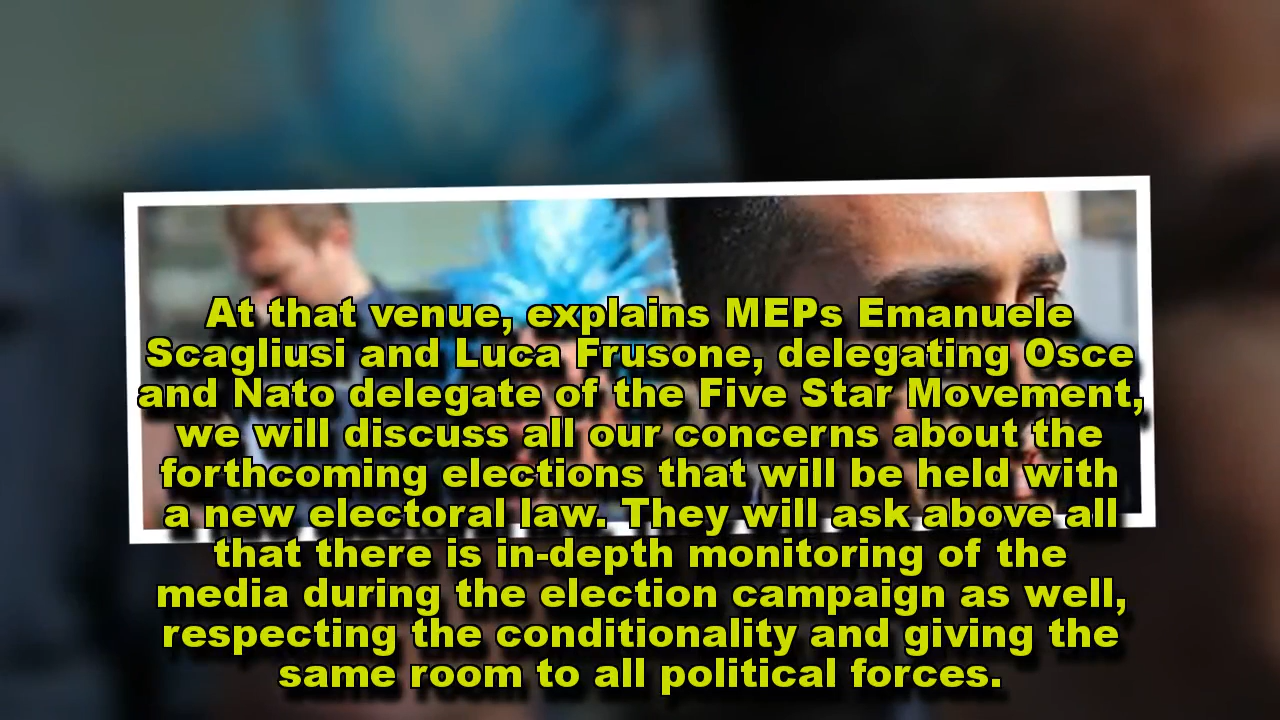 At that venue, explains MEPs Emanuele
Scagliusi and Luca Frusone, delegating Osce
and Nato delegate of the Five Star Movement,
we will discuss all our concerns about the
forthcoming elections that will be held with
a new electoral law. They will ask above all
that there is in-depth monitoring of the
media during the election campaign as well,
respecting the conditionality and giving the
same room to all political forces.